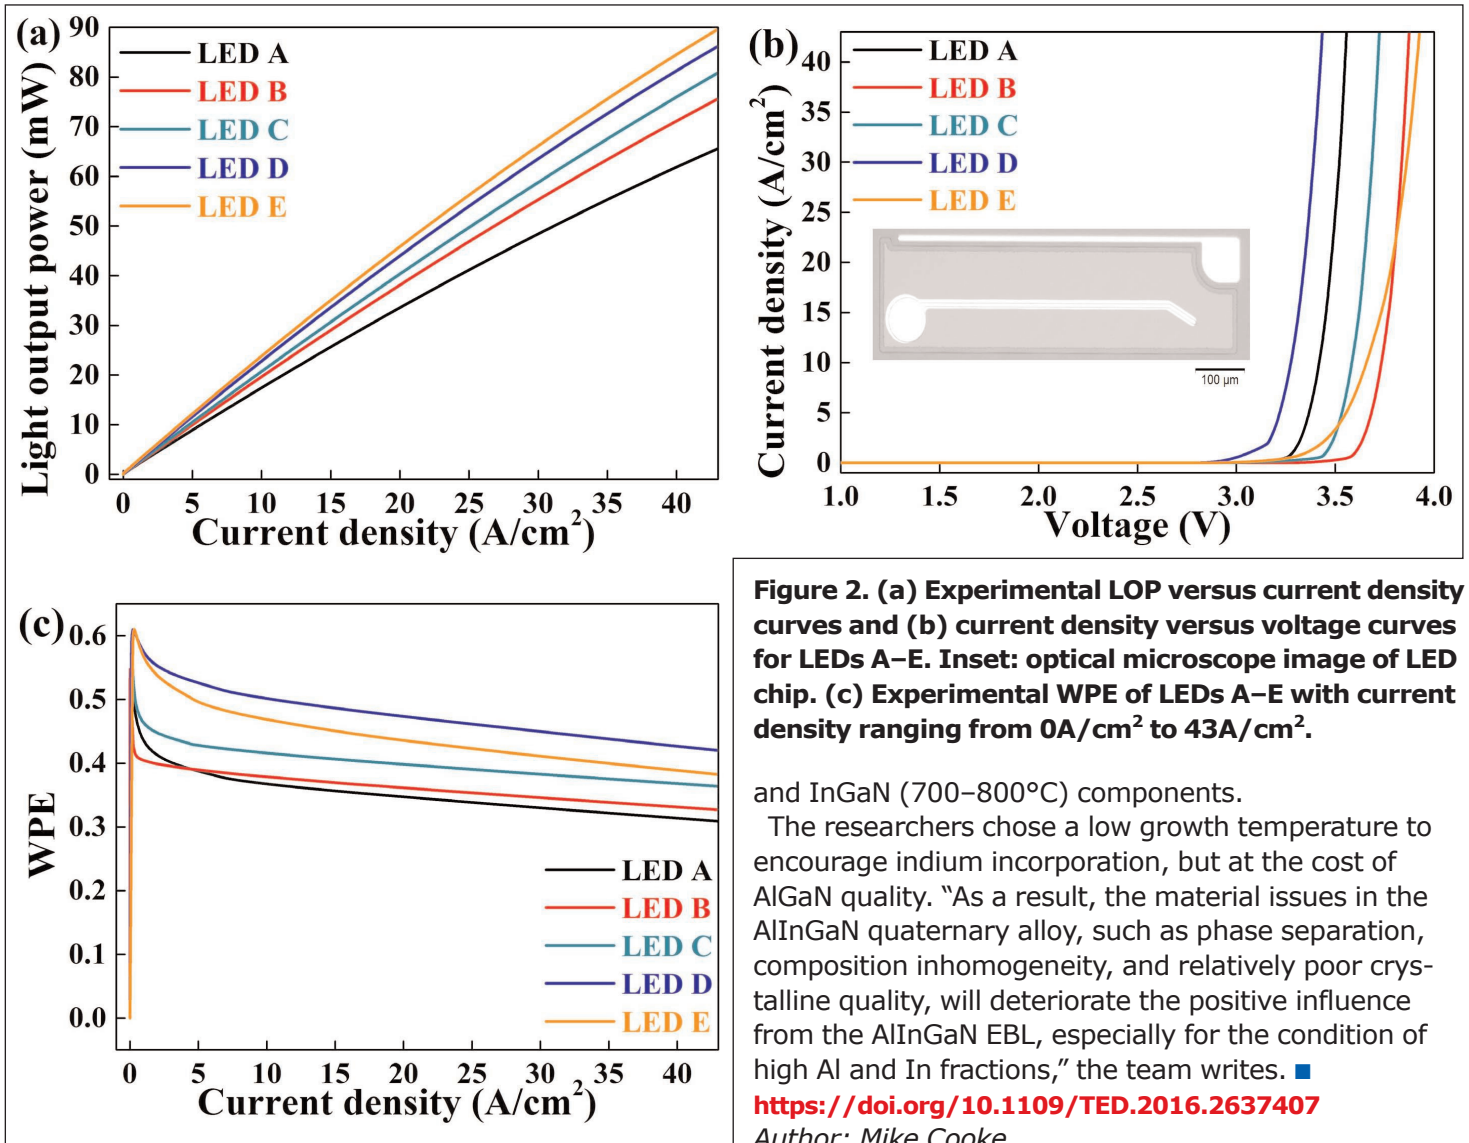 (a)
LED A
LED B
LED C
LED D
LED E
90
80
70
60
50
40
30
20
10
0
Light output power (mW)
0 5 10 15 20 25 30 35 40
Current density (A/cm²)
(b)
LED A
LED B
LED C
LED D
LED E
40
35
30
25
20
15
10
5
0
Current density (A/cm²)
100 µm
1.0 1.5 2.0 2.5 3.0 3.5 4.0
Voltage (V)
(c)
0.6
0.5
0.4
0.3
0.2
0.1
0.0
WPE
LED A
LED B
LED C
LED D
LED E
0 5 10 15 20 25 30 35 40
Current density (A/cm²)
Figure 2. (a) Experimental LOP versus current density
curves and (b) current density versus voltage curves
for LEDs A–E. Inset: optical microscope image of LED
chip. (c) Experimental WPE of LEDs A–E with current
density ranging from 0A/cm² to 43A/cm².
and InGaN (700–800°C) components.
The researchers chose a low growth temperature to
encourage indium incorporation, but at the cost of
AlGaN quality. “As a result, the material issues in the
AlInGaN quaternary alloy, such as phase separation,
composition inhomogeneity, and relatively poor crys-
talline quality, will deteriorate the positive influence
from the AlInGaN EBL, especially for the condition of
high Al and In fractions,” the team writes. ■
https://doi.org/10.1109/TED.2016.2637407
Author: Mike Cooke